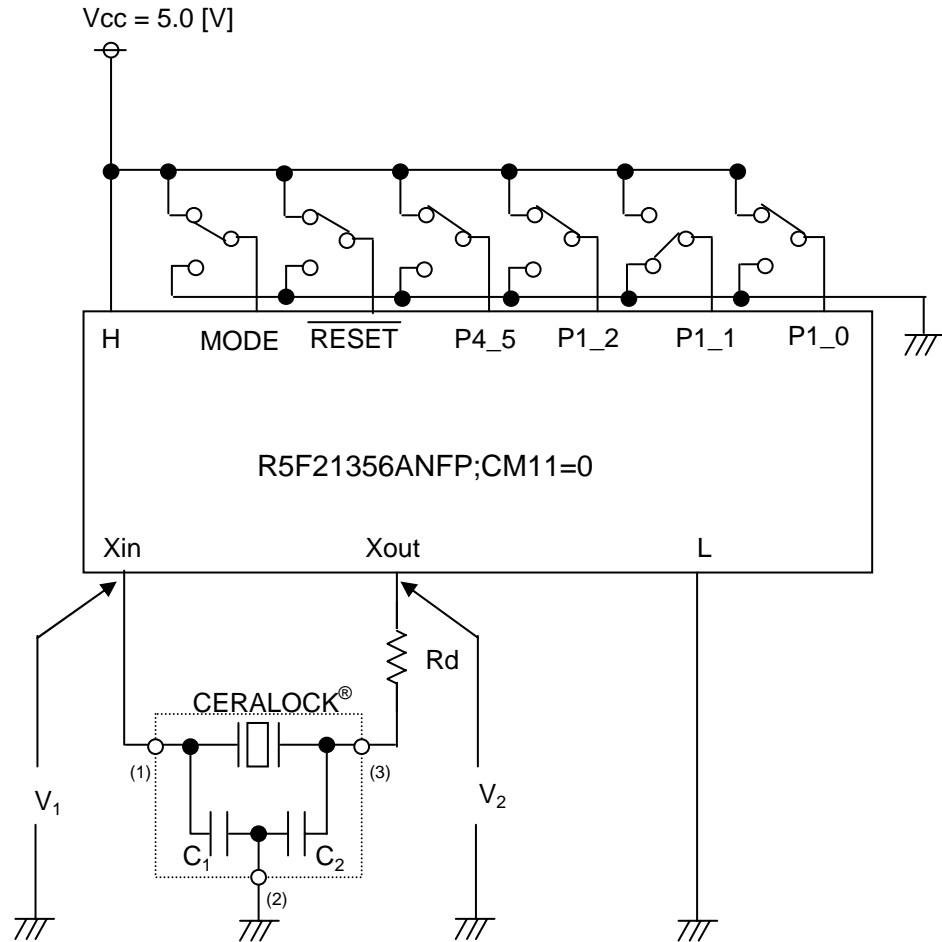 Vcc = 5.0 [V]
H MODE RESET P4_5 P1_2 P1_1 P1_0
R5F21356ANFP;CM11=0
Xin Xout L
Rd
CERALOCK®
(1) (3)
V1 V2
C1 C2
(2)